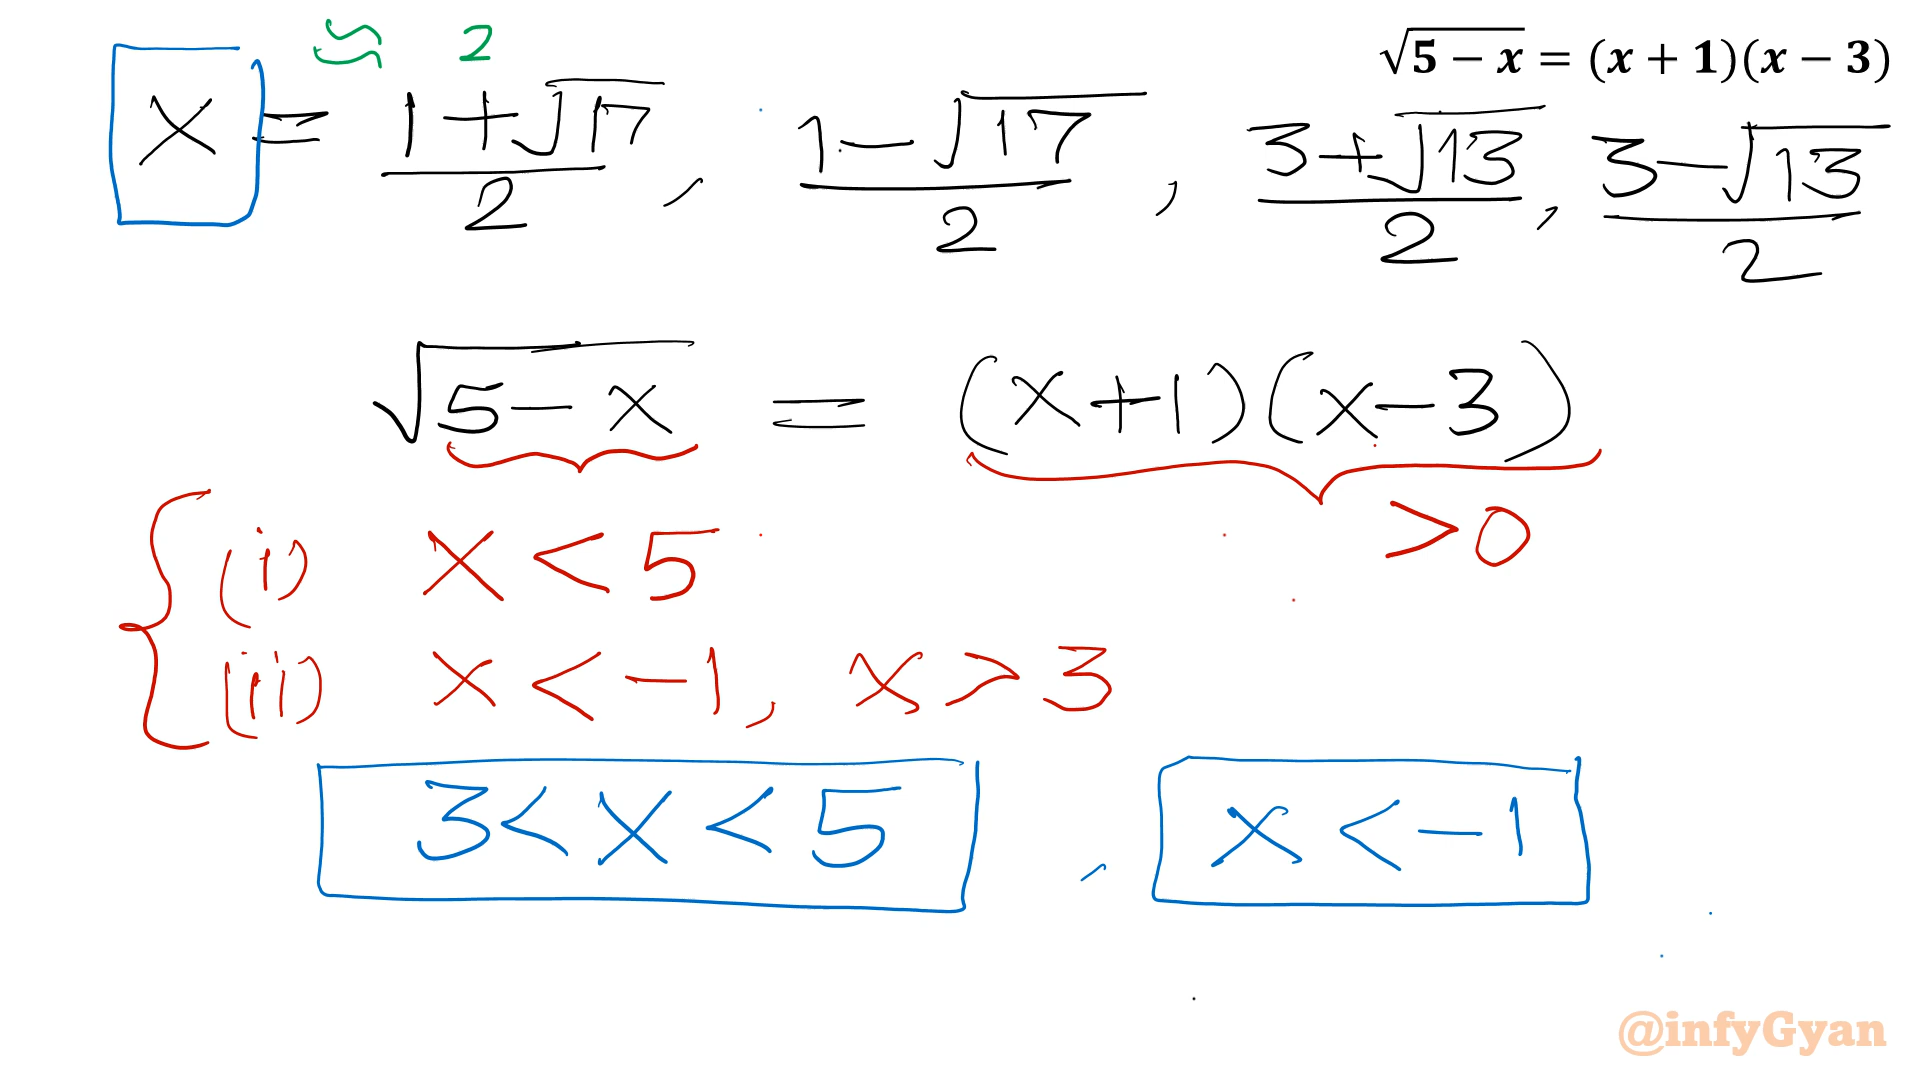 √(5 − x) = (x + 1)(x − 3)
≈ 2
x = (1 + √17)/2 , (1 − √17)/2 , (3 + √13)/2 , (3 − √13)/2
√(5 − x) = (x + 1)(x − 3)
> 0
(i) x < 5
(ii) x < −1, x > 3
3 < x < 5 , x < −1
@infyGyan